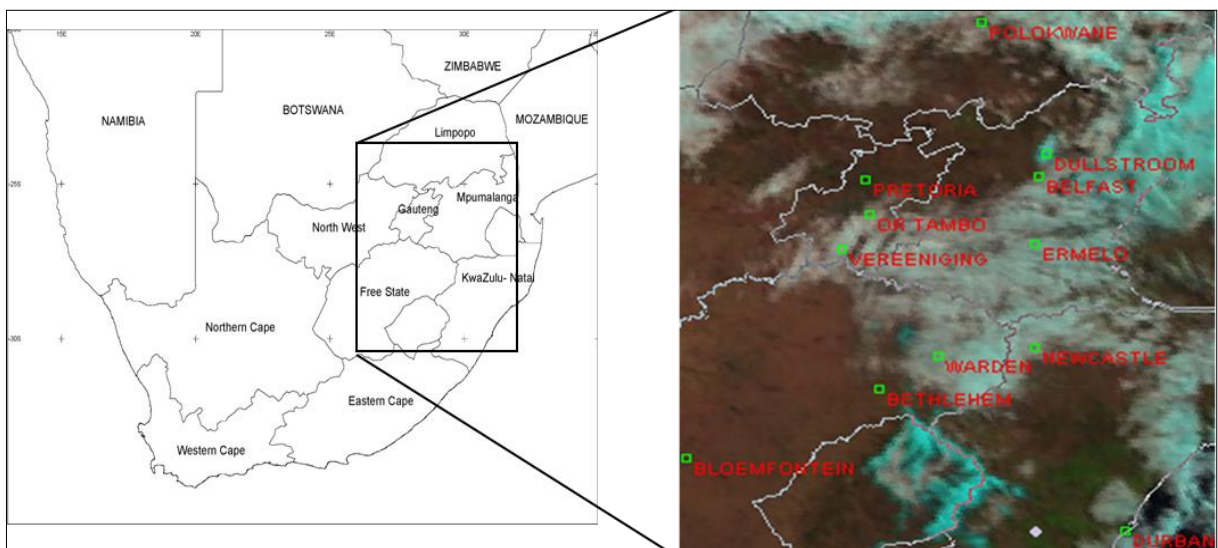 15E
20E
25E
30E
ZIMBABWE
NAMIBIA
BOTSWANA
MOZAMBIQUE
Limpopo
25S
Mpumalanga
Gauteng
North West
KwaZulu- Natal
Free State
Northern Cape
30S
Eastern Cape
Western Cape
POLOKWANE
DULLSTROOM
PRETORIA
BELFAST
OR TAMBO
VEREENIGING
ERMELO
NEWCASTLE
WARDEN
BETHLEHEM
BLOEMFONTEIN
DURBAN